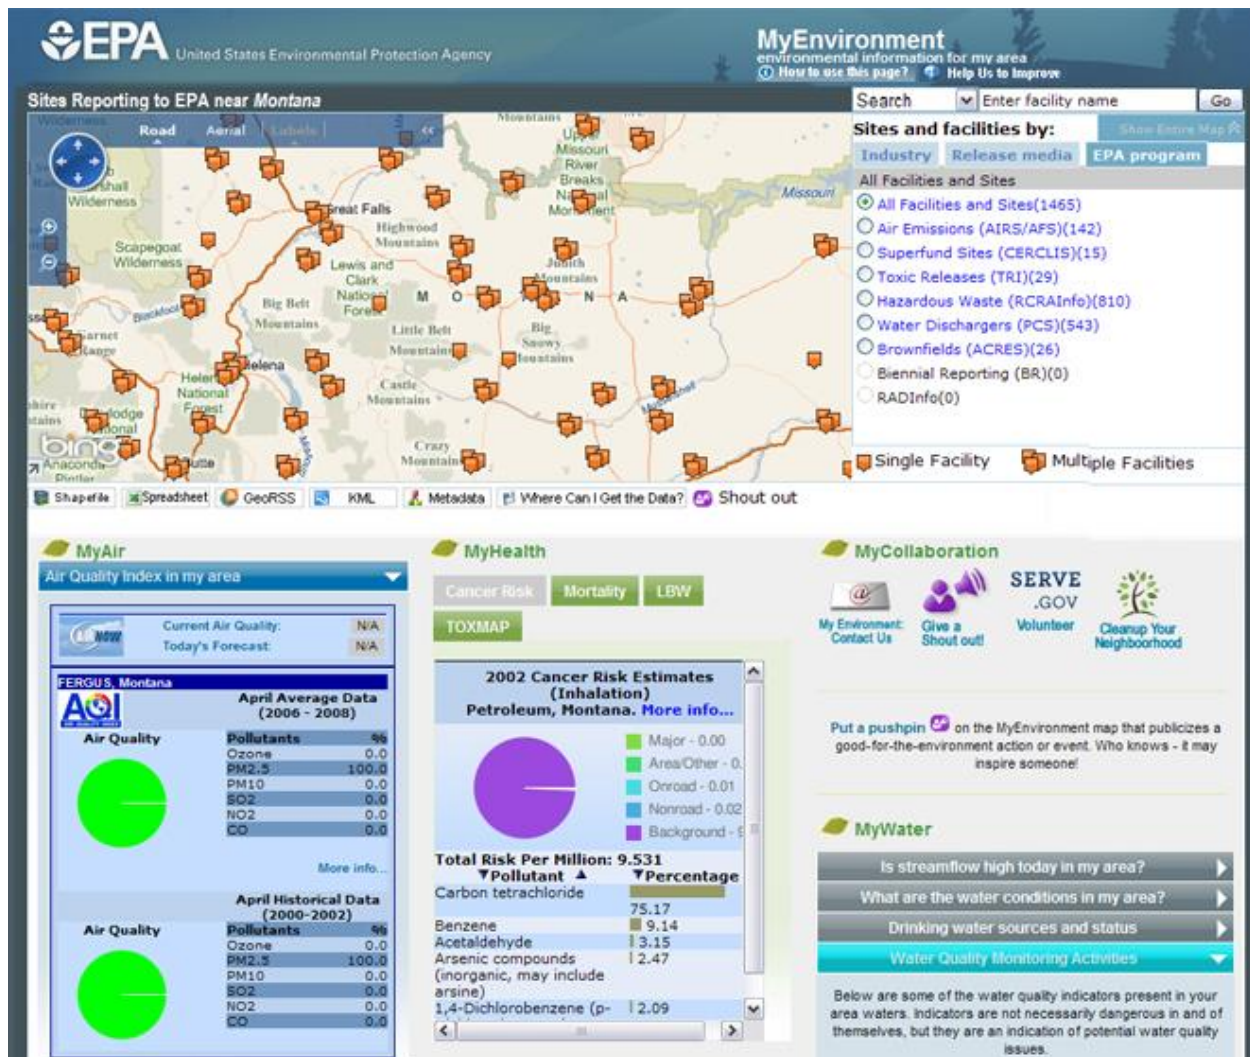 EPA United States Environmental Protection Agency
MyEnvironment
environmental information for my area
How to use this page? Help Us to Improve
Sites Reporting to EPA near Montana
Search Enter facility name Go
Road Aerial Labels <<
Wilderness
Marshall
Wilderness
Mountains
Upper
Missouri
River
Breaks
National
Monument
Missouri
Great Falls
Highwood
Mountains
Scapegoat
Wilderness
Lewis and
Clark
National
Forest
Judith
Mountains
M O N A
Big Belt
Mountains
Little Belt
Mountains
Big
Snowy
Mountains
Blackfoot
Garnet
Range
Helena
Helena
National
Forest
Castle
Mountains
Musselshell
Crazy
Mountains
bing
Anaconda
Pintler
Butte
Sites and facilities by: Show Entire Map
Industry Release media EPA program
All Facilities and Sites
All Facilities and Sites(1465)
Air Emissions (AIRS/AFS)(142)
Superfund Sites (CERCLIS)(15)
Toxic Releases (TRI)(29)
Hazardous Waste (RCRAInfo)(810)
Water Dischargers (PCS)(543)
Brownfields (ACRES)(26)
Biennial Reporting (BR)(0)
RADInfo(0)
Single Facility Multiple Facilities
Shapefile Spreadsheet GeoRSS KML Metadata Where Can I Get the Data? Shout out
MyAir
Air Quality Index in my area
Current Air Quality: N/A
Today's Forecast: N/A
FERGUS, Montana
AQI
April Average Data
(2006 - 2008)
Air Quality
Pollutants %
Ozone 0.0
PM2.5 100.0
PM10 0.0
SO2 0.0
NO2 0.0
CO 0.0
More info...
April Historical Data
(2000-2002)
Air Quality
Pollutants %
Ozone 0.0
PM2.5 100.0
PM10 0.0
SO2 0.0
NO2 0.0
CO 0.0
MyHealth
Cancer Risk Mortality LBW
TOXMAP
2002 Cancer Risk Estimates
(Inhalation)
Petroleum, Montana. More info...
Major - 0.00
Area/Other - 0.
Onroad - 0.01
Nonroad - 0.02
Background - 9
Total Risk Per Million: 9.531
▼Pollutant ▲ ▼Percentage
Carbon tetrachloride
75.17
Benzene 9.14
Acetaldehyde 3.15
Arsenic compounds 2.47
(inorganic, may include
arsine)
1,4-Dichlorobenzene (p- 2.09
MyCollaboration
My Environment: Contact Us
Give a Shout out!
SERVE.GOV
Volunteer
Cleanup Your Neighborhood
Put a pushpin on the MyEnvironment map that publicizes a
good-for-the-environment action or event. Who knows - it may
inspire someone!
MyWater
Is streamflow high today in my area?
What are the water conditions in my area?
Drinking water sources and status
Water Quality Monitoring Activities
Below are some of the water quality indicators present in your
area waters. Indicators are not necessarily dangerous in and of
themselves, but they are an indication of potential water quality
issues.